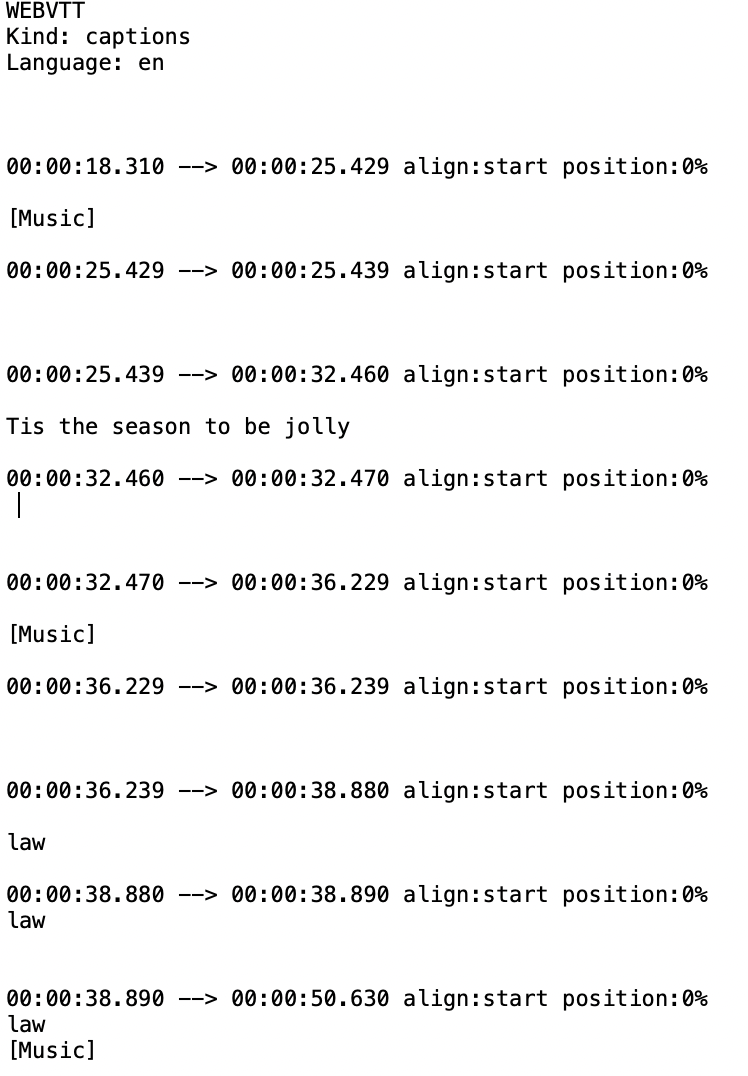 WEBVTT
Kind: captions
Language: en
00:00:18.310 --> 00:00:25.429 align:start position:0%
[Music]
00:00:25.429 --> 00:00:25.439 align:start position:0%
00:00:25.439 --> 00:00:32.460 align:start position:0%
Tis the season to be jolly
00:00:32.460 --> 00:00:32.470 align:start position:0%
00:00:32.470 --> 00:00:36.229 align:start position:0%
[Music]
00:00:36.229 --> 00:00:36.239 align:start position:0%
00:00:36.239 --> 00:00:38.880 align:start position:0%
law
00:00:38.880 --> 00:00:38.890 align:start position:0%
law
00:00:38.890 --> 00:00:50.630 align:start position:0%
law
[Music]